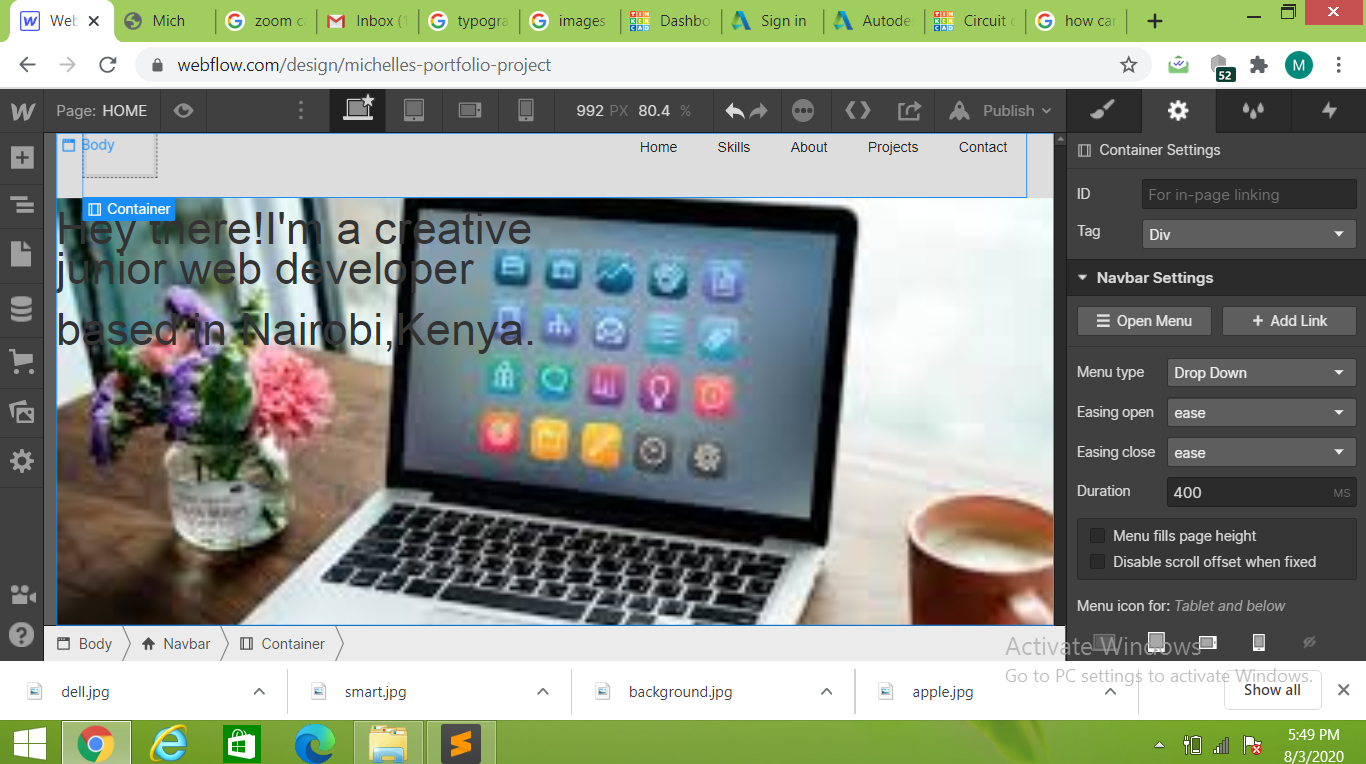 Web
Mich
zoom ca
Inbox (1
typogra
images
Dashbo
Sign in
Autodes
Circuit d
how can
webflow.com/design/michelles-portfolio-project
52
M
Page: HOME
992 PX 80.4 %
Publish
Body
Home Skills About Projects Contact
Container
Hey there!I'm a creative
junior web developer
based in Nairobi,Kenya.
Container Settings
ID For in-page linking
Tag Div
Navbar Settings
Open Menu + Add Link
Menu type Drop Down
Easing open ease
Easing close ease
Duration 400 MS
Menu fills page height
Disable scroll offset when fixed
Menu icon for: Tablet and below
Body Navbar Container
Activate Windows
Go to PC settings to activate Windows.
dell.jpg smart.jpg background.jpg apple.jpg Show all
5:49 PM
8/3/2020